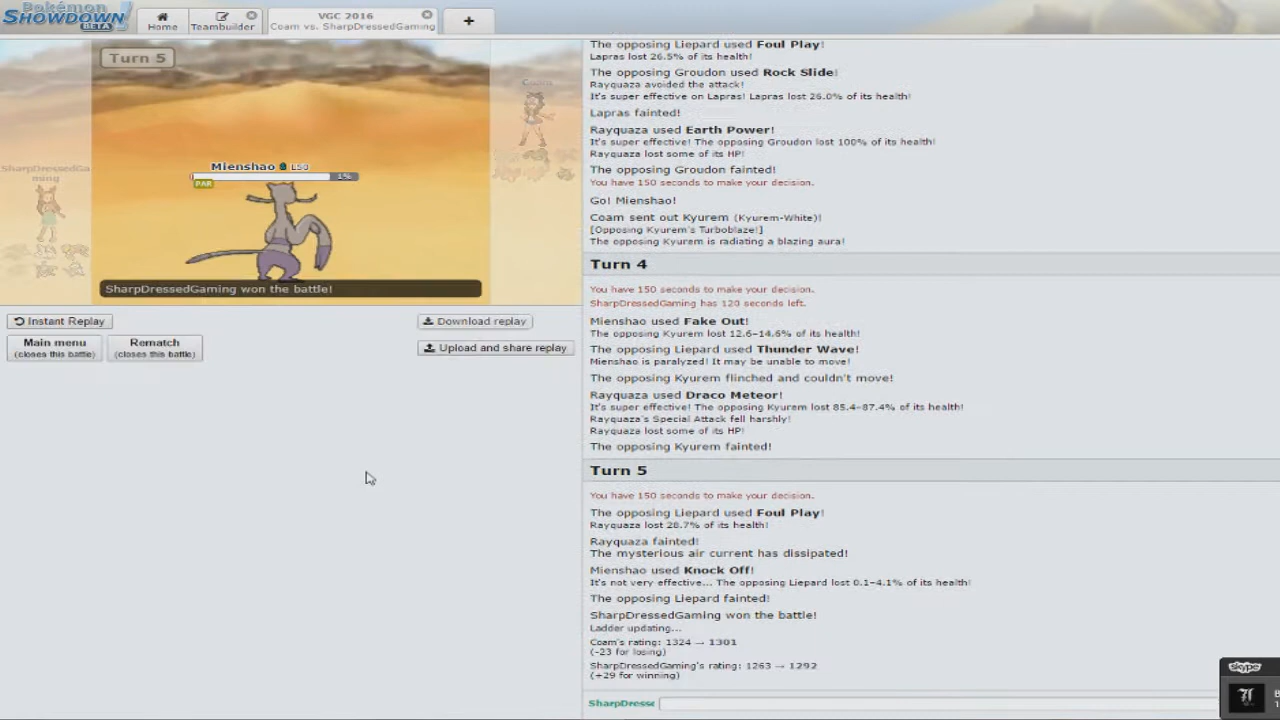 Pokémon
SHOWDOWN
BETA
Home
Teambuilder
VGC 2016
Coam vs. SharpDressedGaming
+
Turn 5
Coam
SharpDressedGa
ming
Mienshao L50
1%
PAR
SharpDressedGaming won the battle!
Instant Replay
Download replay
Main menu
(closes this battle)
Rematch
(closes this battle)
Upload and share replay
The opposing Liepard used Foul Play!
Lapras lost 26.5% of its health!
The opposing Groudon used Rock Slide!
Rayquaza avoided the attack!
It's super effective on Lapras! Lapras lost 26.0% of its health!
Lapras fainted!
Rayquaza used Earth Power!
It's super effective! The opposing Groudon lost 100% of its health!
Rayquaza lost some of its HP!
The opposing Groudon fainted!
You have 150 seconds to make your decision.
Go! Mienshao!
Coam sent out Kyurem (Kyurem-White)!
[Opposing Kyurem's Turboblaze!]
The opposing Kyurem is radiating a blazing aura!
Turn 4
You have 150 seconds to make your decision.
SharpDressedGaming has 120 seconds left.
Mienshao used Fake Out!
The opposing Kyurem lost 12.6–14.6% of its health!
The opposing Liepard used Thunder Wave!
Mienshao is paralyzed! It may be unable to move!
The opposing Kyurem flinched and couldn't move!
Rayquaza used Draco Meteor!
It's super effective! The opposing Kyurem lost 85.4–87.4% of its health!
Rayquaza's Special Attack fell harshly!
Rayquaza lost some of its HP!
The opposing Kyurem fainted!
Turn 5
You have 150 seconds to make your decision.
The opposing Liepard used Foul Play!
Rayquaza lost 28.7% of its health!
Rayquaza fainted!
The mysterious air current has dissipated!
Mienshao used Knock Off!
It's not very effective... The opposing Liepard lost 0.1–4.1% of its health!
The opposing Liepard fainted!
SharpDressedGaming won the battle!
Ladder updating...
Coam's rating: 1324 → 1301
(-23 for losing)
SharpDressedGaming's rating: 1263 → 1292
(+29 for winning)
SharpDresse
skype